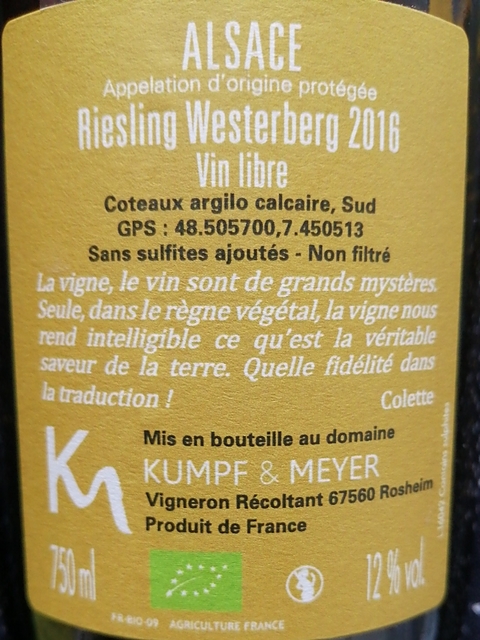 ALSACE
Appelation d'origine protégée
Riesling Westerberg 2016
Vin libre
Coteaux argilo calcaire, Sud
GPS : 48.505700,7.450513
Sans sulfites ajoutés - Non filtré
La vigne, le vin sont de grands mystères.
Seule, dans le règne végétal, la vigne nous
rend intelligible ce qu'est la véritable
saveur de la terre. Quelle fidélité dans
la traduction !
Colette
KM
Mis en bouteille au domaine
KUMPF & MEYER
Vigneron Récoltant 67560 Rosheim
Produit de France
750 ml
12 % vol.
FR-BIO-09 AGRICULTURE FRANCE